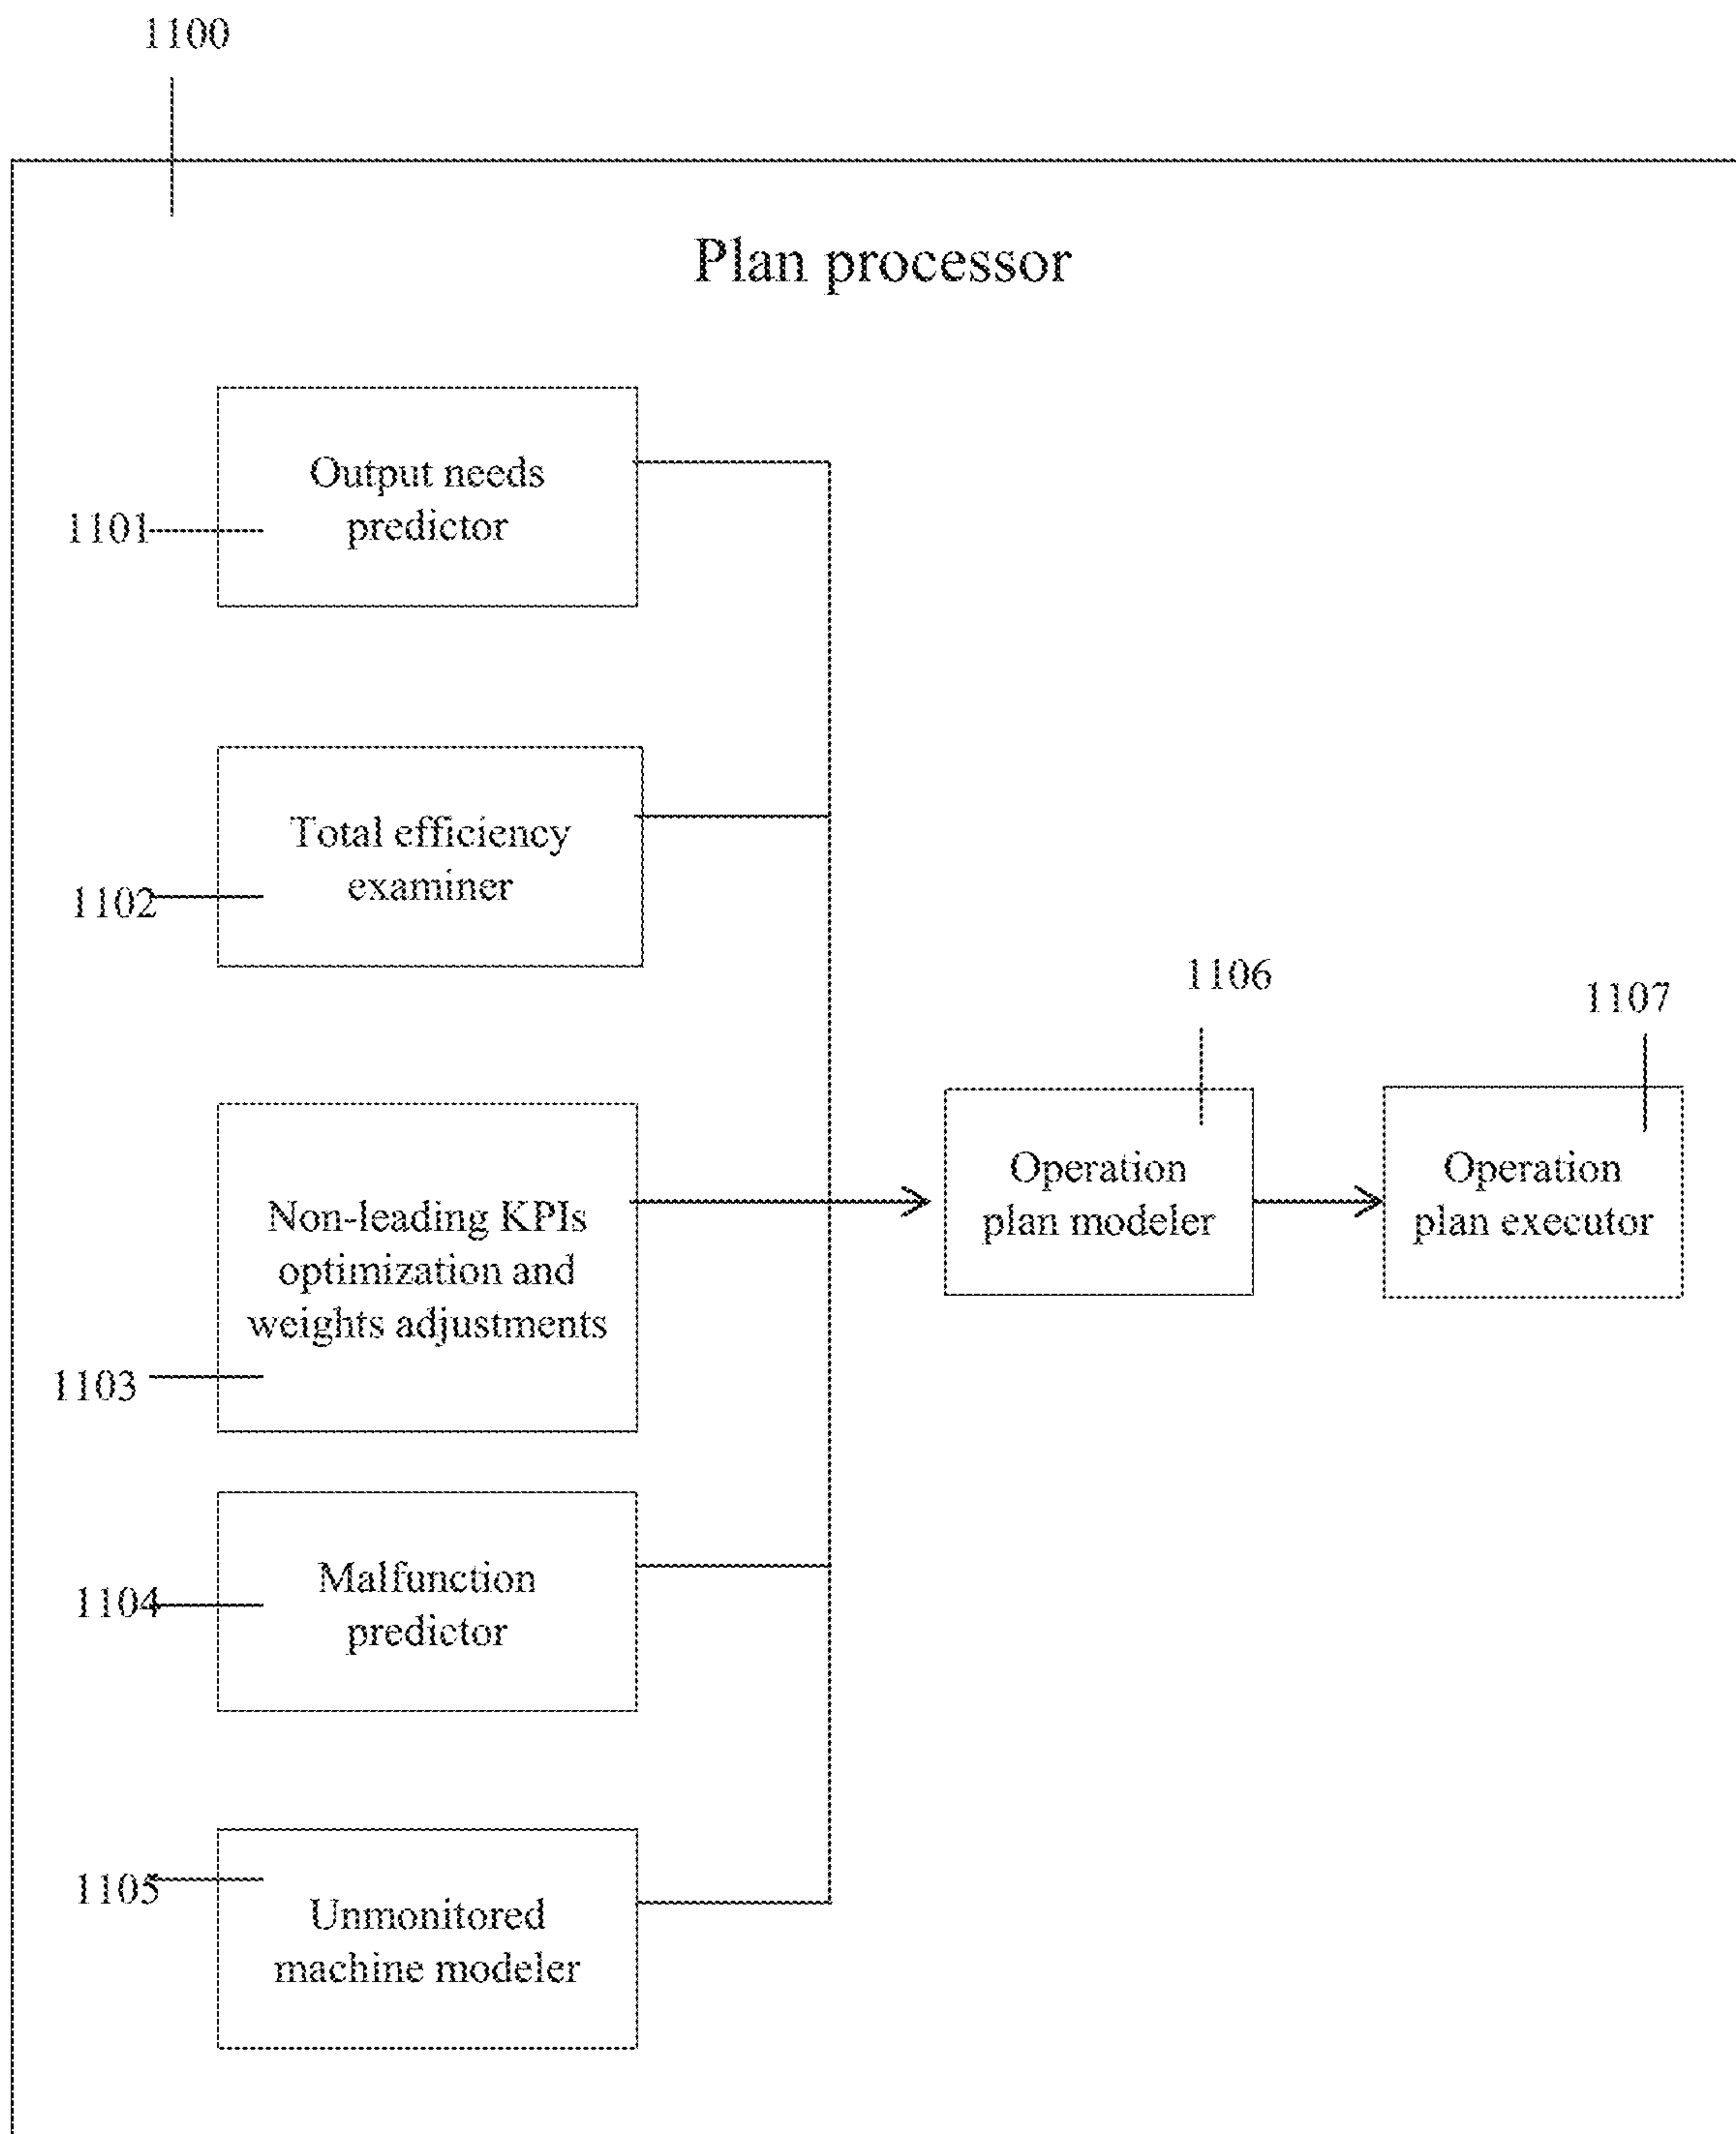 1100
Plan processor
Output needs
predictor
1101
Total efficiency
examiner
1102
1106
1107
Operation
plan modeler
Operation
plan executor
Non-leading KPIs
optimization and
weights adjustments
1103
Malfunction
predictor
1104
1105
Unmonitored
machine modeler